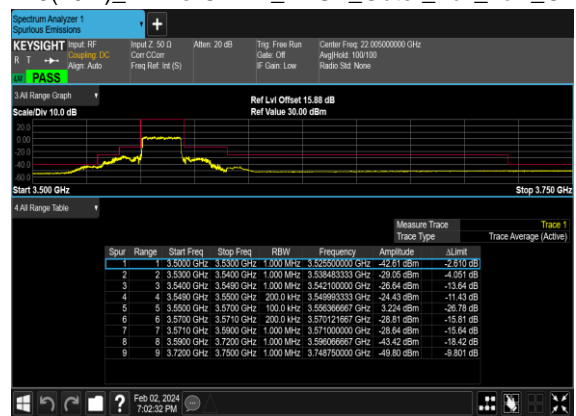 Spectrum Analyzer 1
Spurious Emissions
+
KEYSIGHT
R T
LXI
PASS
Input: RF
Coupling: DC
Align: Auto
Input Z: 50 Ω
Corr CCorr
Freq Ref: Int (S)
Atten: 20 dB
Trig: Free Run
Gate: Off
IF Gain: Low
Center Freq: 22.005000000 GHz
Avg|Hold: 100/100
Radio Std: None
3.All Range Graph
Scale/Div 10.0 dB
Ref Lvl Offset 15.88 dB
Ref Value 30.00 dBm
20.0
0.00
-20.0
-40.0
-60.0
Start 3.500 GHz
Stop 3.750 GHz
4.All Range Table
Measure Trace Trace 1
Trace Type Trace Average (Active)
Spur Range Start Freq Stop Freq RBW Frequency Amplitude ΔLimit
1 1 3.5000 GHz 3.5300 GHz 1.000 MHz 3.525500000 GHz -42.61 dBm -2.610 dB
2 2 3.5300 GHz 3.5400 GHz 1.000 MHz 3.538483333 GHz -29.05 dBm -4.051 dB
3 3 3.5400 GHz 3.5490 GHz 1.000 MHz 3.542100000 GHz -26.64 dBm -13.64 dB
4 4 3.5490 GHz 3.5500 GHz 200.0 kHz 3.549993333 GHz -24.43 dBm -11.43 dB
5 5 3.5500 GHz 3.5700 GHz 100.0 kHz 3.556366667 GHz 3.224 dBm -26.78 dB
6 6 3.5700 GHz 3.5710 GHz 200.0 kHz 3.570121667 GHz -28.81 dBm -15.81 dB
7 7 3.5710 GHz 3.5900 GHz 1.000 MHz 3.571000000 GHz -28.64 dBm -15.64 dB
8 8 3.5900 GHz 3.7200 GHz 1.000 MHz 3.596066667 GHz -43.42 dBm -18.42 dB
9 9 3.7200 GHz 3.7500 GHz 1.000 MHz 3.748750000 GHz -49.80 dBm -9.801 dB
?
Feb 02, 2024
7:02:32 PM